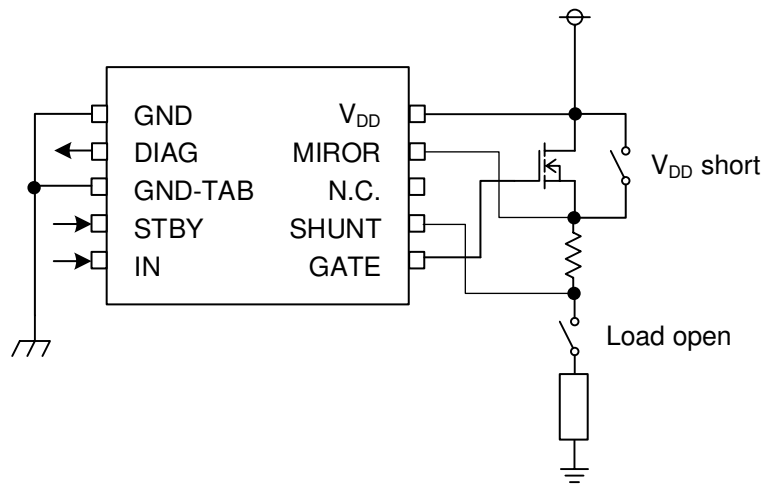 GND
DIAG
GND-TAB
STBY
IN
VDD
MIROR
N.C.
SHUNT
GATE
VDD short
Load open